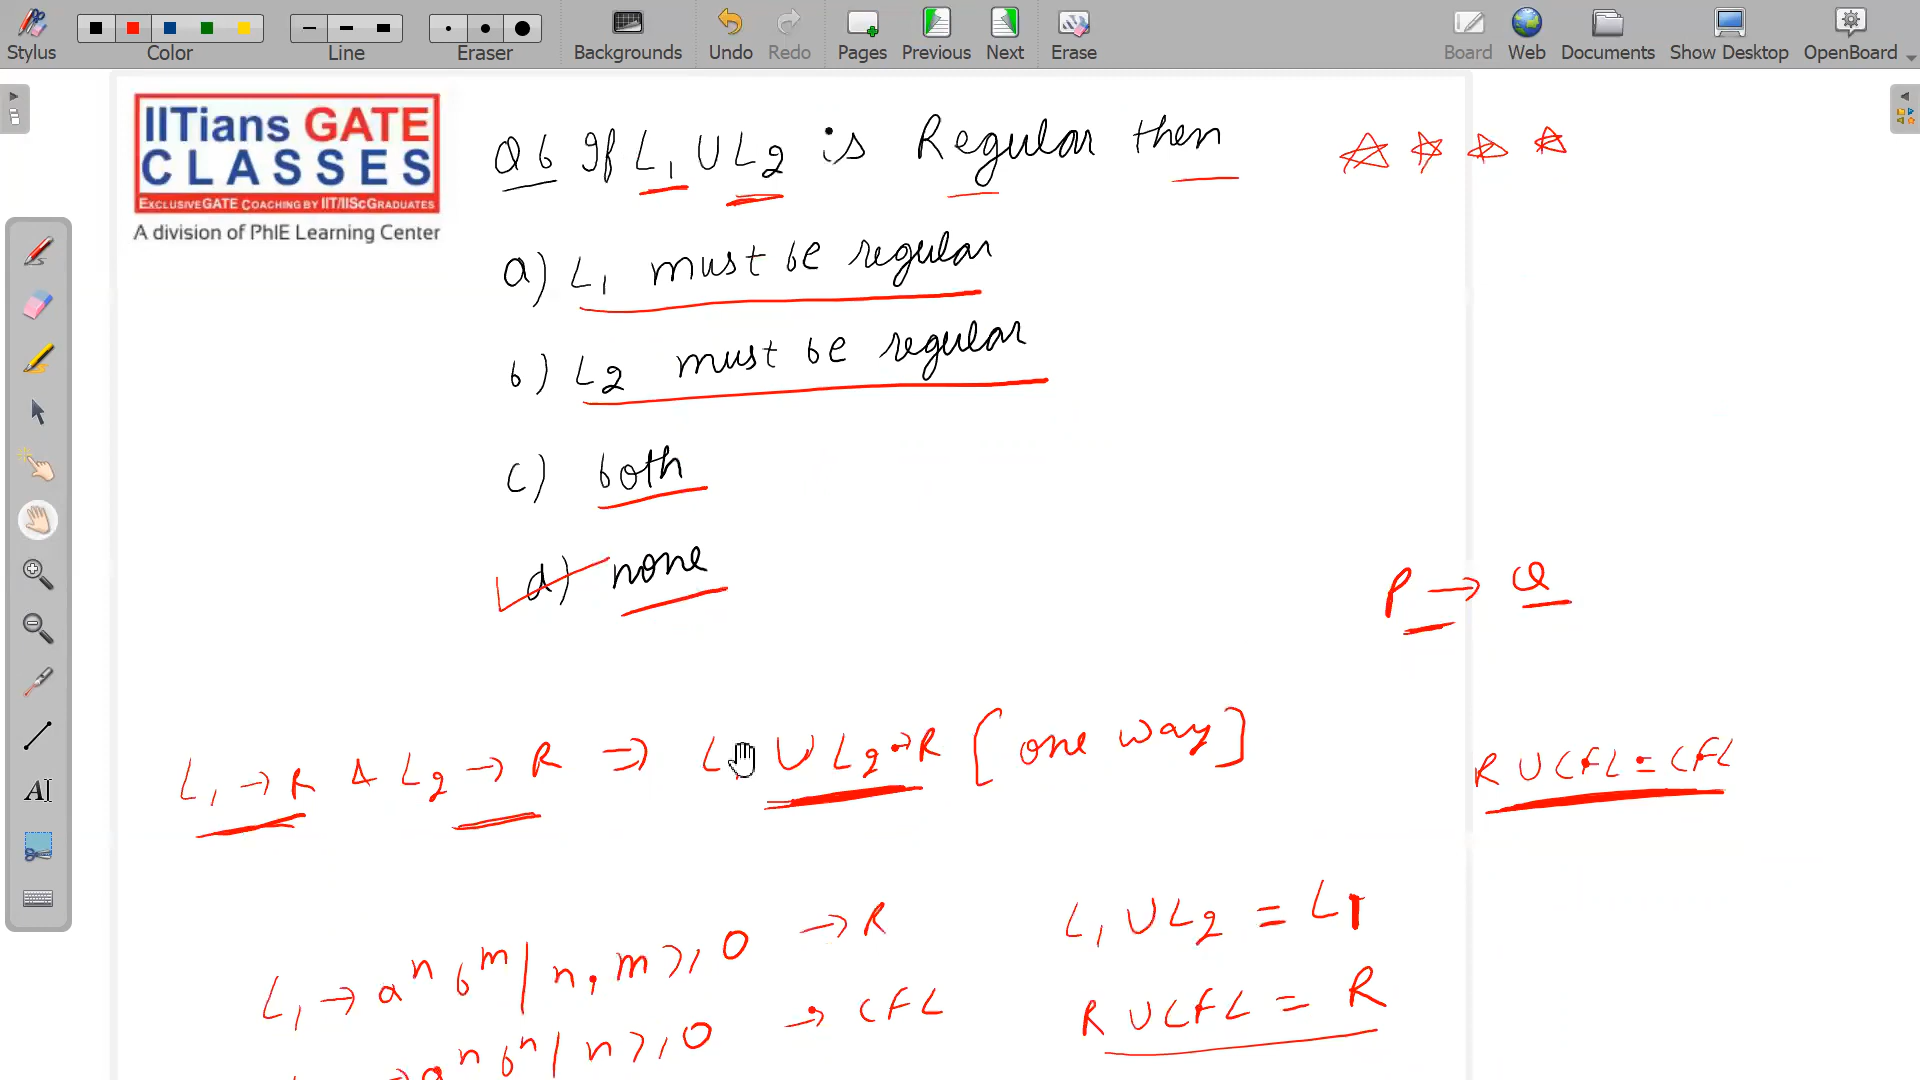 Stylus Color Line Eraser Backgrounds Undo Redo Pages Previous Next Erase Board Web Documents Show Desktop OpenBoard
IITians GATE
CLASSES
EXCLUSIVE GATE COACHING BY IIT/IISc GRADUATES
A division of PhIE Learning Center
Q6 If L1 ∪ L2 is Regular then
a) L1 must be regular
b) L2 must be regular
c) both
d) none
P → Q
L1 → R & L2 → R ⇒ L1 ∪ L2 → R [one way]
R ∪ CFL = CFL
L1 ∪ L2 = L1
L1 → a^n b^m | n, m ≥ 0 → R
R ∪ CFL = R
→ a^n b^n | n ≥ 0 → CFL